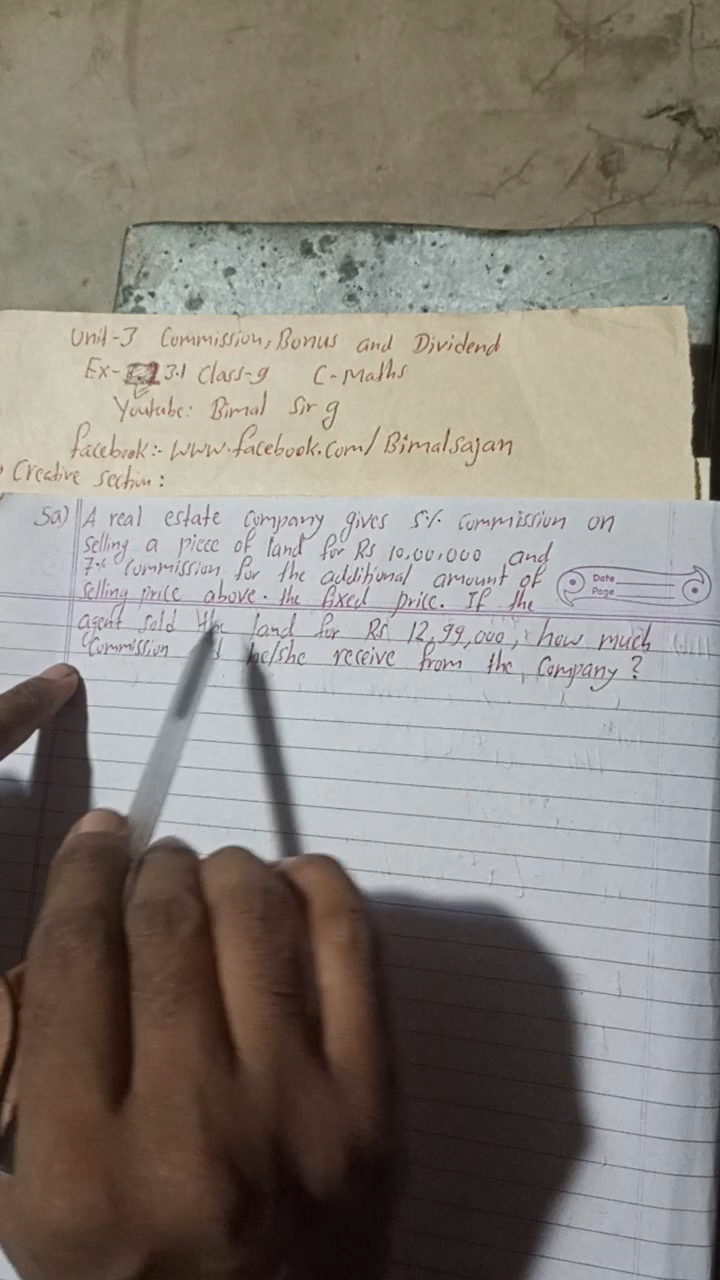 Unit-3 Commission, Bonus and Dividend
Ex- 3.1 Class-9 C-Maths
Youtube: Bimal Sir g
facebook:- www.facebook.com/Bimalsajan
Creative section:
5a) A real estate company gives 5% commission on
selling a piece of land for Rs 10,00,000 and
7% commission for the additional amount of
selling price above the fixed price. If the
agent sold the land for Rs 12,99,000, how much
commission he/she receive from the company?
Date
Page